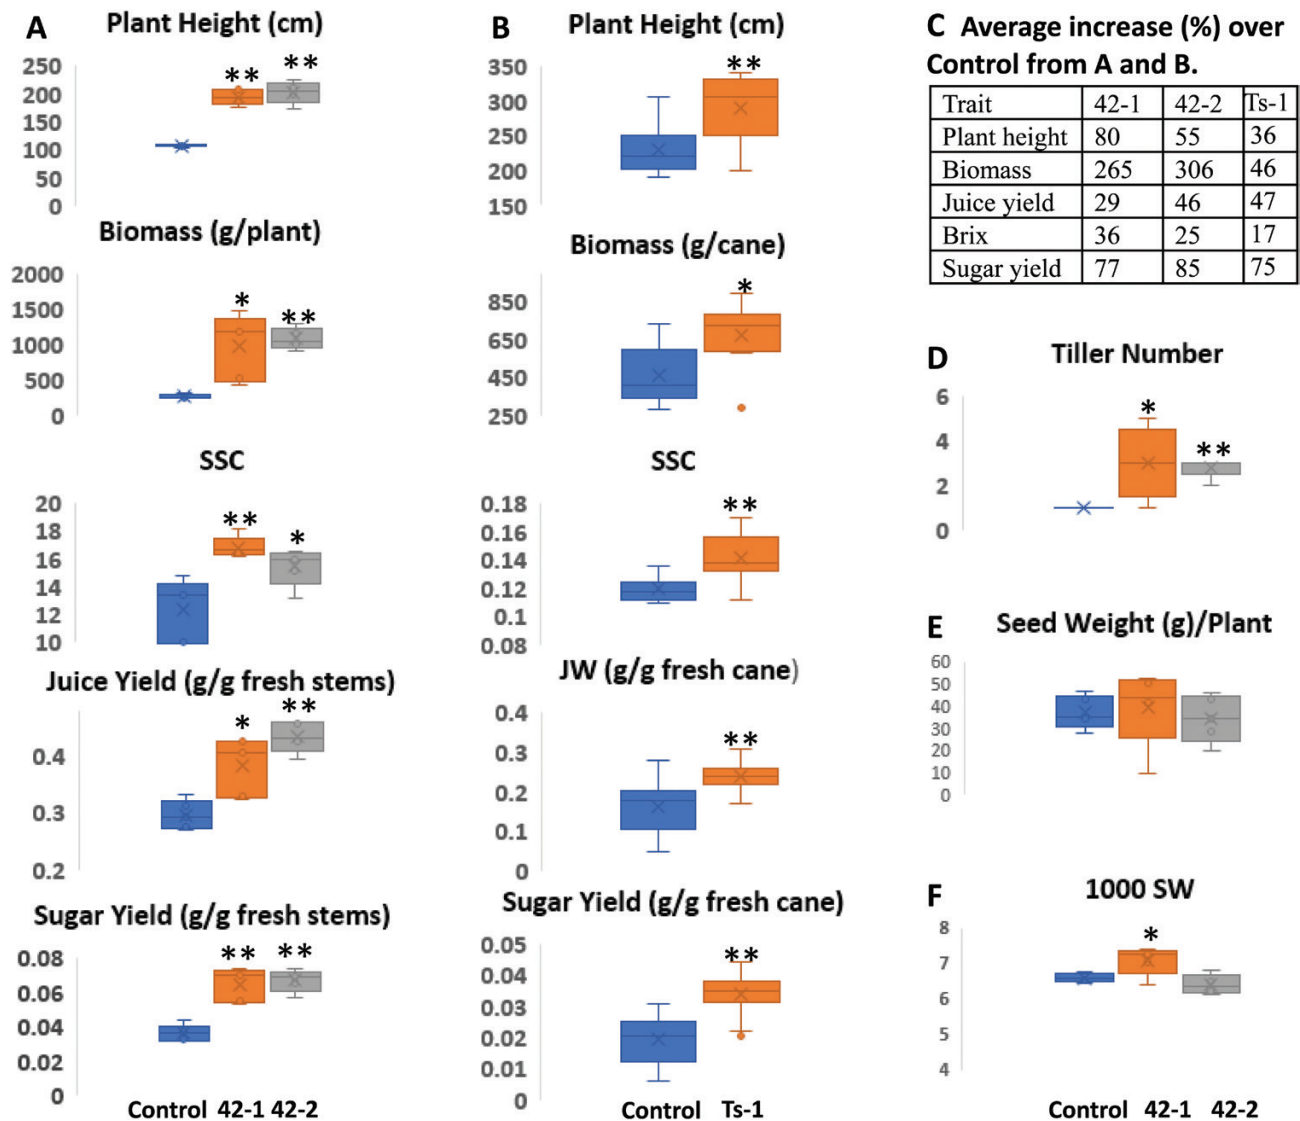 A
Plant Height (cm)
250
200
150
100
50
0
** **
Biomass (g/plant)
2000
1500
1000
500
0
* **
SSC
20
18
16
14
12
10
** *
Juice Yield (g/g fresh stems)
0.4
0.3
0.2
* **
Sugar Yield (g/g fresh stems)
0.08
0.06
0.04
0.02
0
** **
Control 42-1 42-2
B
Plant Height (cm)
350
300
250
200
150
**
Biomass (g/cane)
850
650
450
250
*
SSC
0.18
0.16
0.14
0.12
0.1
0.08
**
JW (g/g fresh cane)
0.4
0.3
0.2
0.1
0
**
Sugar Yield (g/g fresh cane)
0.05
0.04
0.03
0.02
0.01
0
**
Control Ts-1
C Average increase (%) over
Control from A and B.
Trait 42-1 42-2 Ts-1
Plant height 80 55 36
Biomass 265 306 46
Juice yield 29 46 47
Brix 36 25 17
Sugar yield 77 85 75
D
Tiller Number
6
4
2
0
* **
E
Seed Weight (g)/Plant
60
50
40
30
20
10
0
F
1000 SW
8
7
6
5
4
*
Control 42-1 42-2